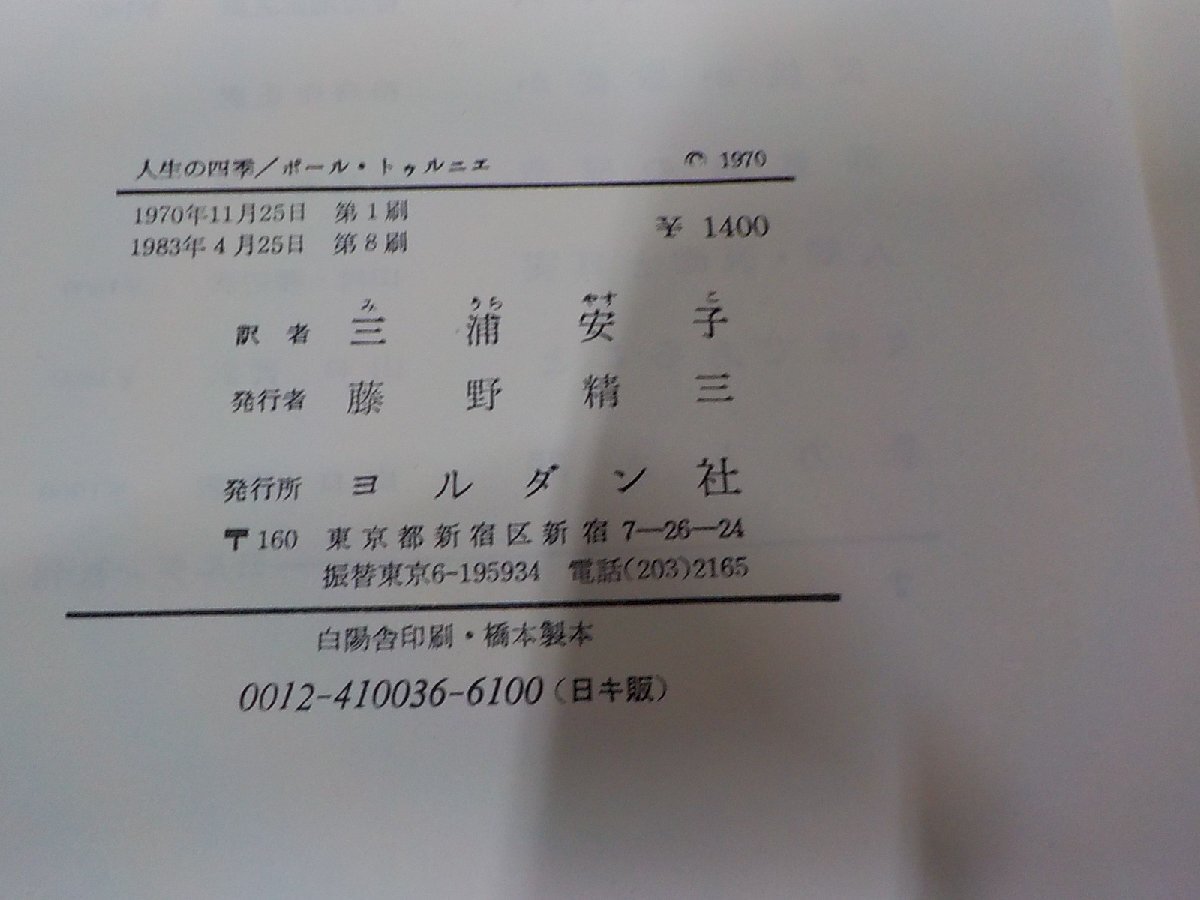 人生の四季/ポール・トゥルニエ © 1970
1970年11月25日 第1刷 ¥ 1400
1983年4月25日 第8刷
み うら やす こ
訳者 三浦安子
発行者 藤野精三
発行所 ヨルダン社
〒160 東京都新宿区新宿 7―26―24
振替東京6-195934 電話(203)2165
白陽舎印刷・橋本製本
0012-410036-6100(日キ販)